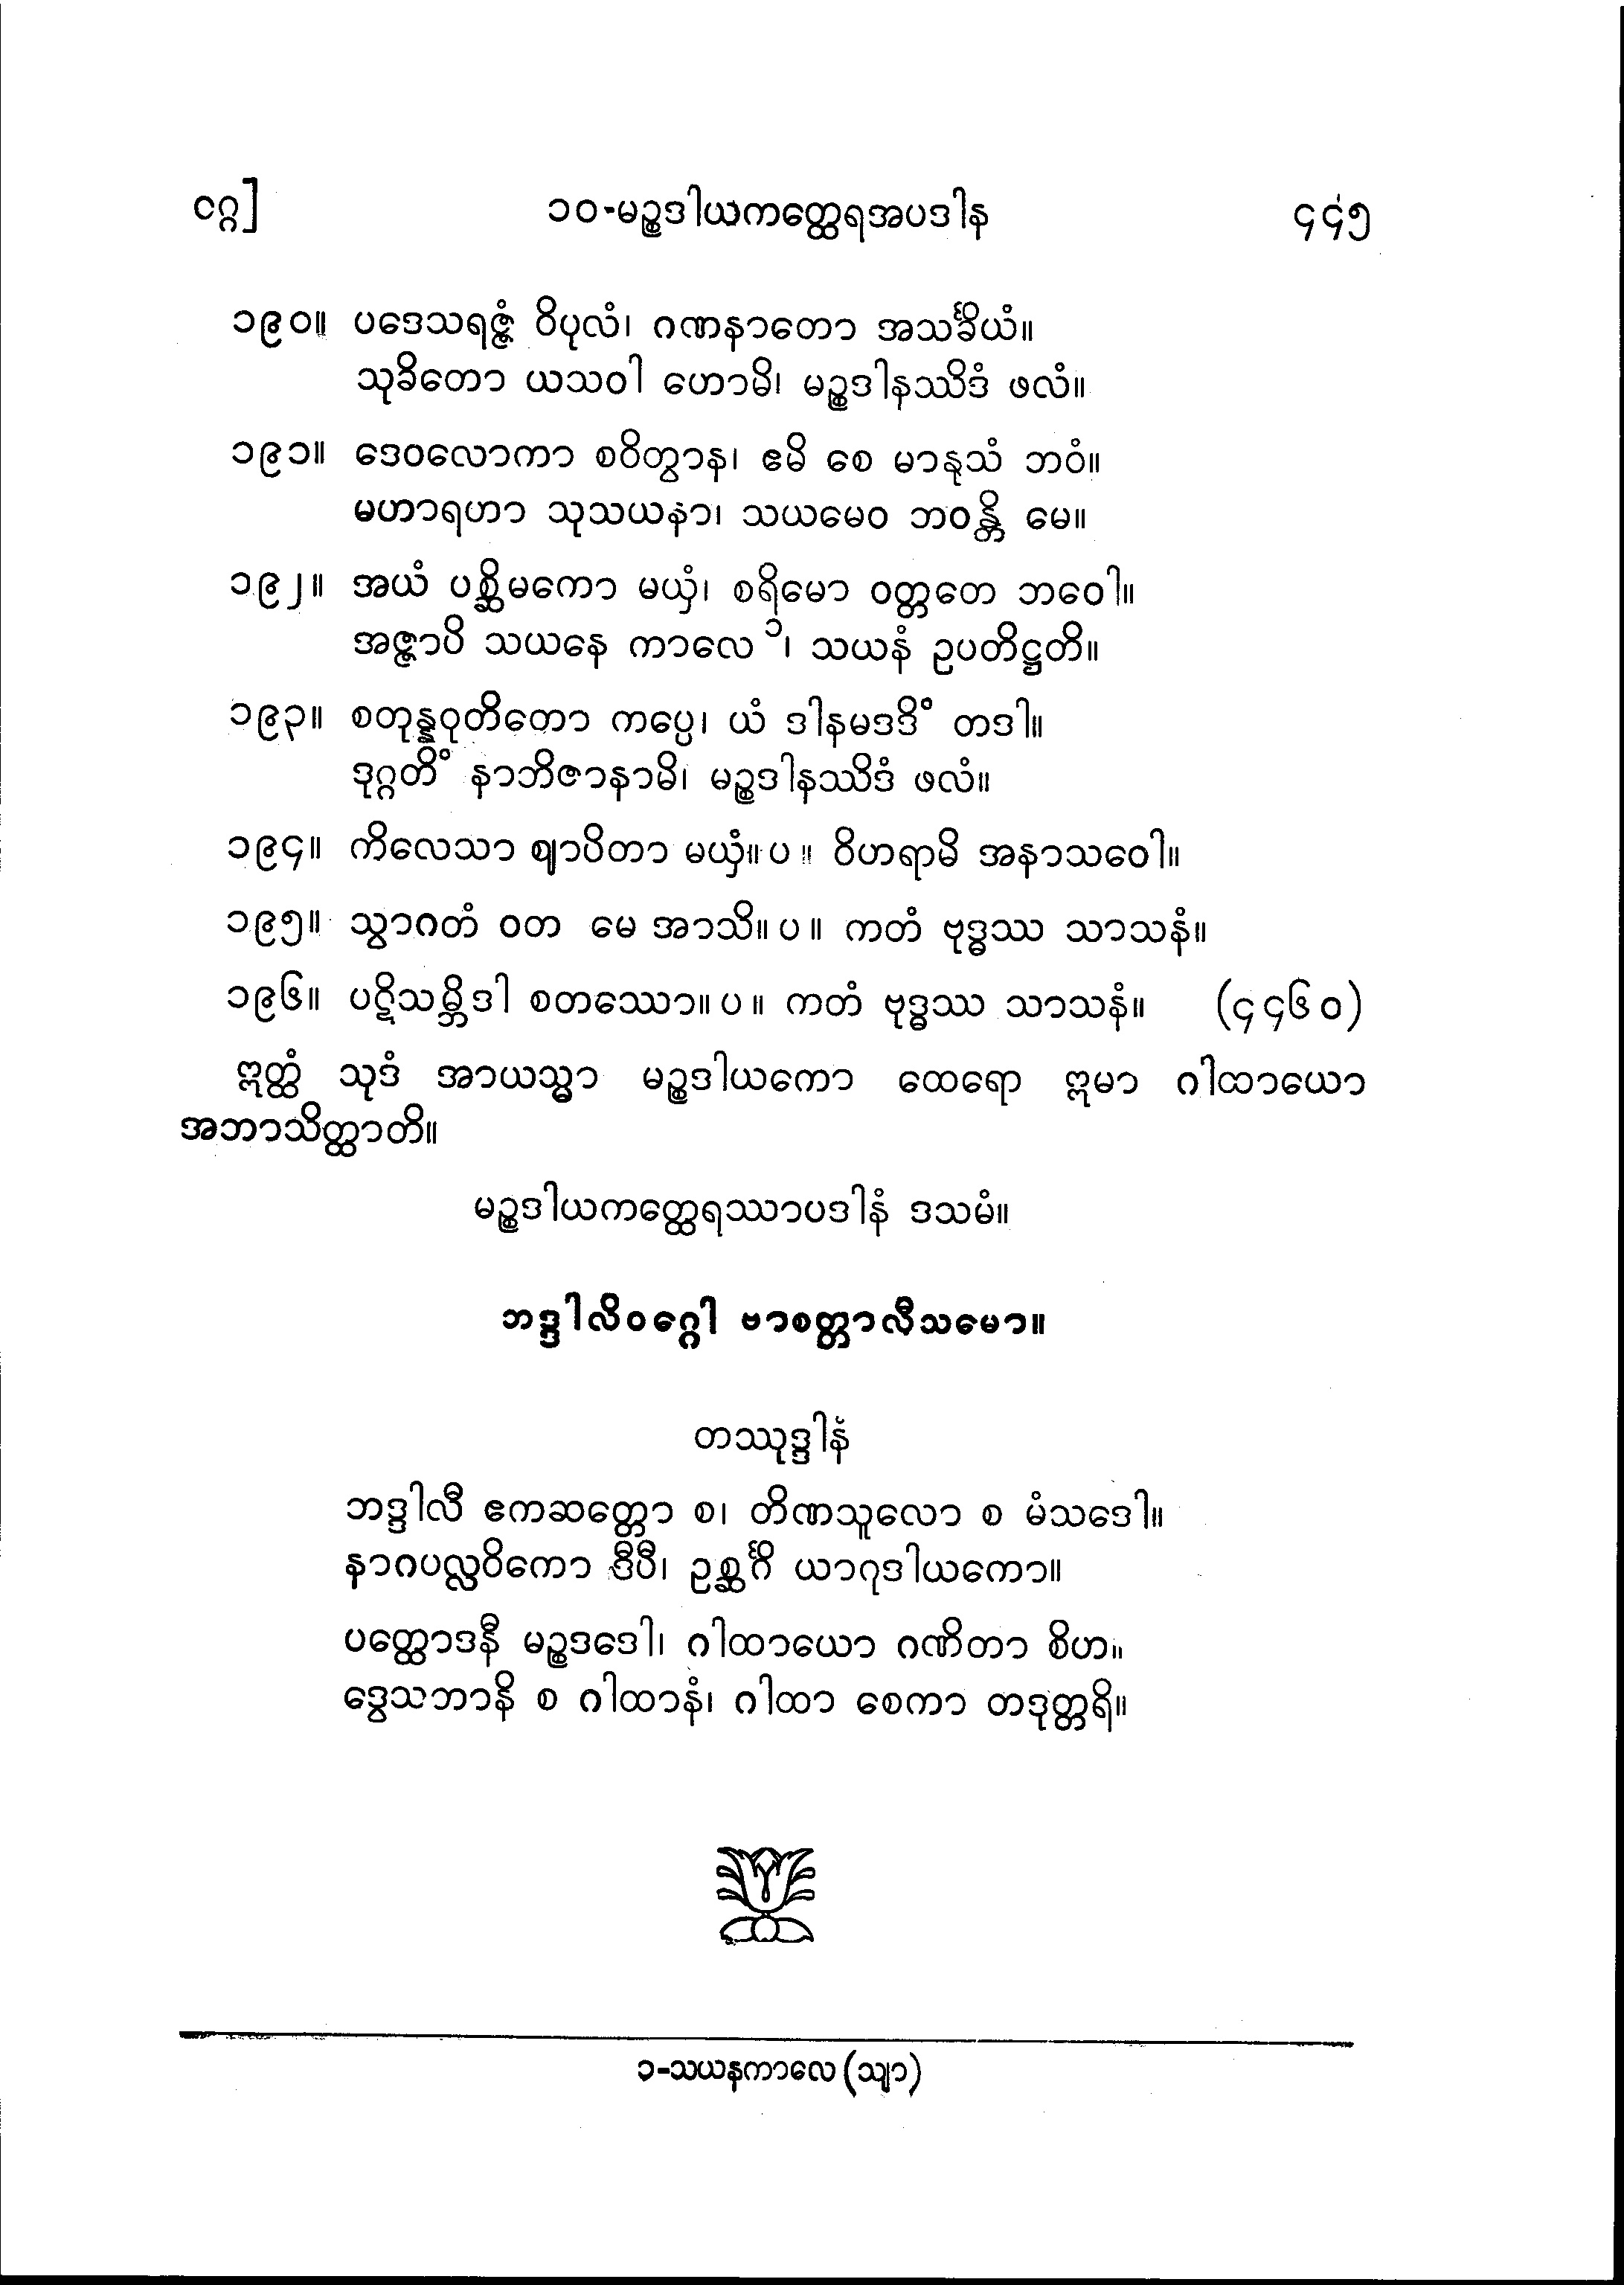 ဝဂ္ဂ]	၁၀-မဉ္စဒါယကတ္ထေရအပဒါန	၄၄၅
၁၉၀။ ပဒေသရဇ္ဇံ ဝိပုလံ၊ ဂဏနာတော အသင်္ခိယံ။
သုခိတော ယသဝါ ဟောမိ၊ မဉ္စဒါနဿိဒံ ဖလံ။
၁၉၁။ ဒေဝလောကာ စဝိတွာန၊ ဧမိ စေ မာနုသံ ဘဝံ။
မဟာရဟာ သုသယနာ၊ သယမေဝ ဘဝန္တိ မေ။
၁၉၂။ အယံ ပစ္ဆိမကော မယှံ၊ စရိမော ဝတ္တတေ ဘဝေါ။
အဇ္ဇာပိ သယနေ ကာလေ ၁၊ သယနံ ဥပတိဋ္ဌတိ။
၁၉၃။ စတုန္နဝုတိတော ကပ္ပေ၊ ယံ ဒါနမဒဒိံ တဒါ။
ဒုဂ္ဂတိံ နာဘိဇာနာမိ၊ မဉ္စဒါနဿိဒံ ဖလံ။
၁၉၄။ ကိလေသာ ဈာပိတာ မယှံ။ ပ ။ ဝိဟရာမိ အနာသဝေါ။
၁၉၅။ သွာဂတံ ဝတ မေ အာသိ။ ပ ။ ကတံ ဗုဒ္ဓဿ သာသနံ။
၁၉၆။ ပဋိသမ္ဘိဒါ စတဿော။ ပ ။ ကတံ ဗုဒ္ဓဿ သာသနံ။ (၄၄၆၀)
ဣတ္ထံ သုဒံ အာယသ္မာ မဉ္စဒါယကော ထေရော ဣမာ ဂါထာယော
အဘာသိတ္ထာတိ။
မဉ္စဒါယကတ္ထေရဿာပဒါနံ ဒသမံ။
ဘဒ္ဒါလိဝဂ္ဂေါ ဗာစတ္တာလီသမော။
တဿုဒ္ဒါနံ
ဘဒ္ဒါလီ ဧကဆတ္တော စ၊ တိဏသူလော စ မံသဒေါ။
နာဂပလ္လဝိကော ဒီပီ၊ ဥစ္ဆင်္ဂိ ယာဂုဒါယကော။
ပတ္ထောဒနီ မဉ္စဒဒေါ၊ ဂါထာယော ဂဏိတာ စိဟ။
ဒွေသဘာနိ စ ဂါထာနံ၊ ဂါထာ စေကာ တဒုတ္တရိ။
၁-သယနကာလေ (သျာ)